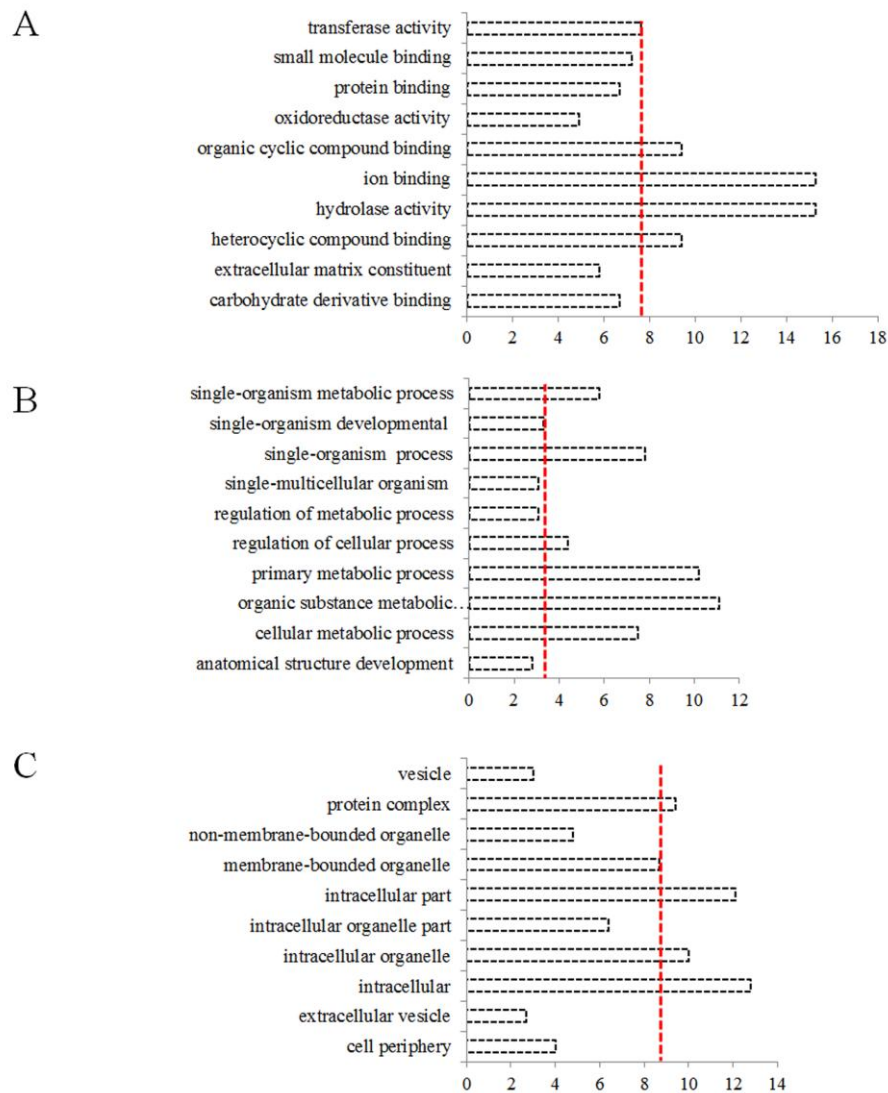 A
transferase activity
small molecule binding
protein binding
oxidoreductase activity
organic cyclic compound binding
ion binding
hydrolase activity
heterocyclic compound binding
extracellular matrix constituent
carbohydrate derivative binding
0 2 4 6 8 10 12 14 16 18
B
single-organism metabolic process
single-organism developmental
single-organism process
single-multicellular organism
regulation of metabolic process
regulation of cellular process
primary metabolic process
organic substance metabolic...
cellular metabolic process
anatomical structure development
0 2 4 6 8 10 12
C
vesicle
protein complex
non-membrane-bounded organelle
membrane-bounded organelle
intracellular part
intracellular organelle part
intracellular organelle
intracellular
extracellular vesicle
cell periphery
0 2 4 6 8 10 12 14